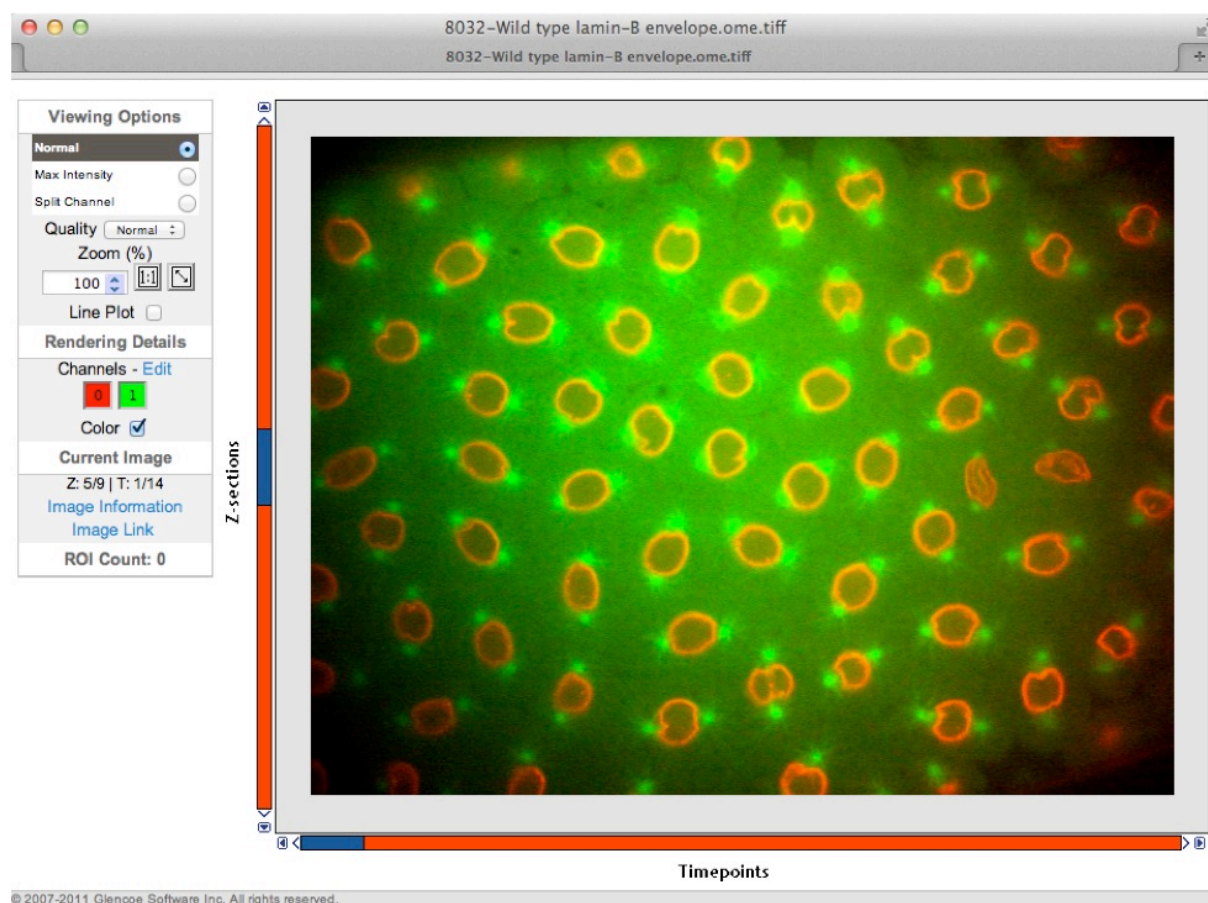 8032-Wild type lamin-B envelope.ome.tiff
8032-Wild type lamin-B envelope.ome.tiff
Viewing Options
Normal
Max Intensity
Split Channel
Quality Normal
Zoom (%)
100 1:1
Line Plot
Rendering Details
Channels - Edit
0 1
Color
Current Image
Z: 5/9 | T: 1/14
Image Information
Image Link
ROI Count: 0
Z-sections
Timepoints
© 2007-2011 Glencoe Software Inc. All rights reserved.